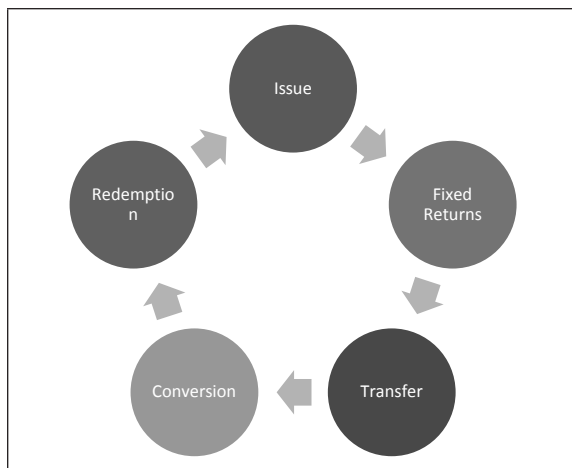 Issue
Fixed
Returns
Transfer
Conversion
Redemptio
n